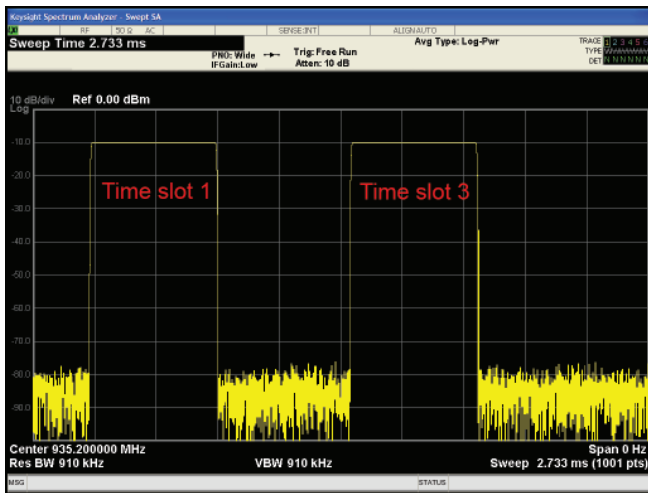 Keysight Spectrum Analyzer - Swept SA
RF 50 Ω AC SENSE:INT ALIGNAUTO
Sweep Time 2.733 ms
PNO: Wide Trig: Free Run
IFGain:Low Atten: 10 dB
Avg Type: Log-Pwr
TRACE 1 2 3 4 5 6
TYPE
DET N N N N N N
10 dB/div Ref 0.00 dBm
Log
-10.0
-20.0
-30.0
-40.0
-50.0
-60.0
-70.0
-80.0
-90.0
Time slot 1
Time slot 3
Center 935.200000 MHz Span 0 Hz
Res BW 910 kHz VBW 910 kHz Sweep 2.733 ms (1001 pts)
MSG STATUS